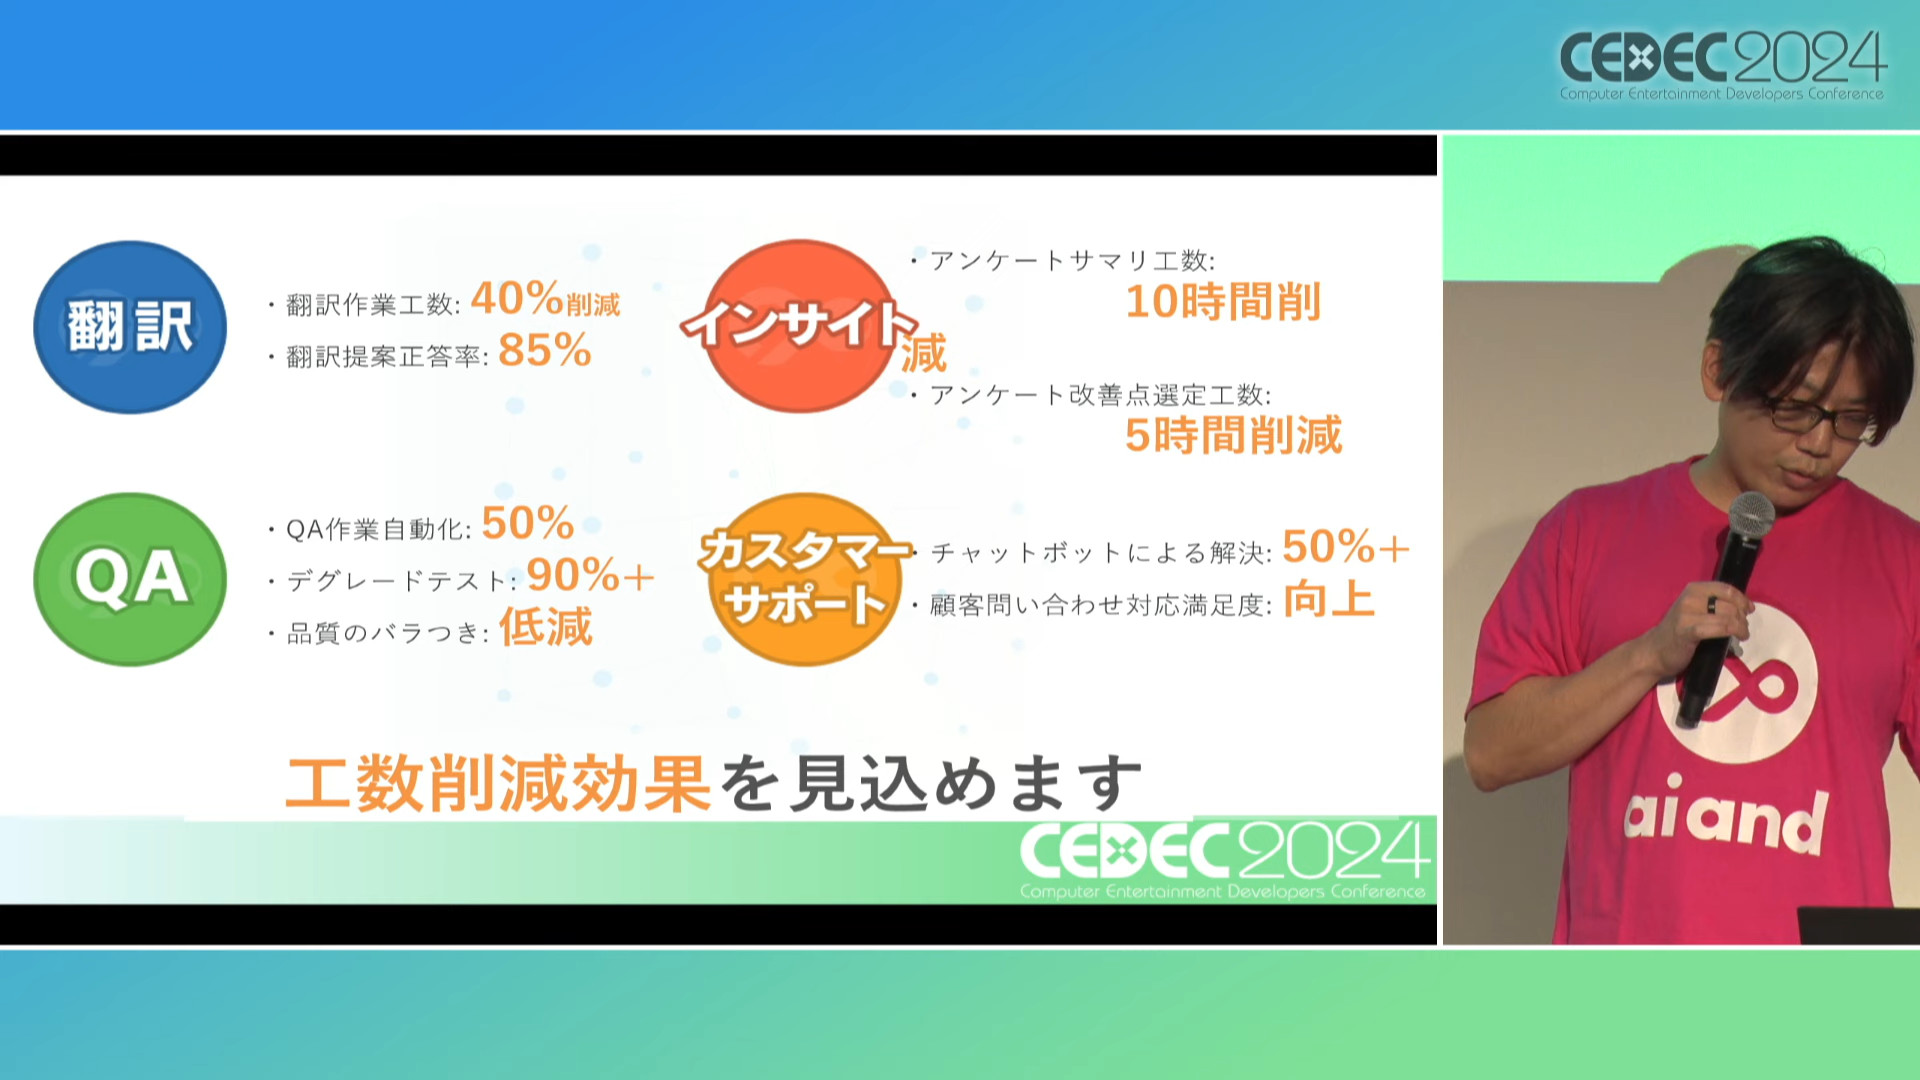 CEDEC2024
Computer Entertainment Developers Conference
翻訳
・翻訳作業工数: 40%削減
・翻訳提案正答率: 85%
インサイト
・アンケートサマリ工数:
10時間削
減
・アンケート改善点選定工数:
5時間削減
QA
・QA作業自動化: 50%
・デグレードテスト: 90%+
・品質のバラつき: 低減
カスタマー
サポート
・チャットボットによる解決: 50%+
・顧客問い合わせ対応満足度: 向上
工数削減効果を見込めます
CEDEC2024
Computer Entertainment Developers Conference
ai and